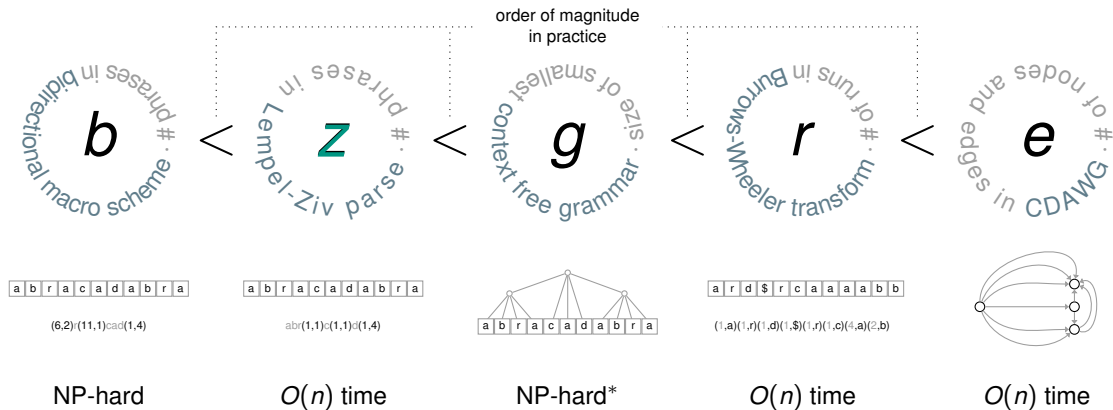 order of magnitude
in practice
# phrases in bidirectional macro scheme ·
b
<
# phrases in Lempel-Ziv parse ·
z
<
size of smallest context free grammar ·
g
<
# of runs in Burrows-Wheeler transform ·
r
<
# of nodes and edges in CDAWG ·
e
a b r a c a d a b r a
a b r a c a d a b r a
a b r a c a d a b r a
a r d $ r c a a a a b b
(6,2)r(11,1)cad(1,4)
abr(1,1)c(1,1)d(1,4)
(1,a)(1,r)(1,d)(1,$)(1,r)(1,c)(4,a)(2,b)
NP-hard
O(n) time
NP-hard*
O(n) time
O(n) time